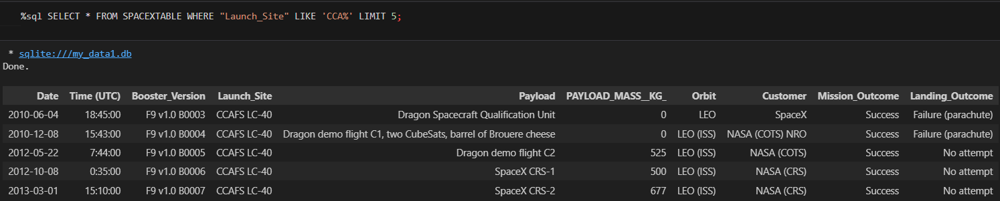 %sql SELECT * FROM SPACEXTABLE WHERE "Launch_Site" LIKE 'CCA%' LIMIT 5;
* sqlite:///my_data1.db
Done.
Date Time (UTC) Booster_Version Launch_Site Payload PAYLOAD_MASS__KG_ Orbit Customer Mission_Outcome Landing_Outcome
2010-06-04 18:45:00 F9 v1.0 B0003 CCAFS LC-40 Dragon Spacecraft Qualification Unit 0 LEO SpaceX Success Failure (parachute)
2010-12-08 15:43:00 F9 v1.0 B0004 CCAFS LC-40 Dragon demo flight C1, two CubeSats, barrel of Brouere cheese 0 LEO (ISS) NASA (COTS) NRO Success Failure (parachute)
2012-05-22 7:44:00 F9 v1.0 B0005 CCAFS LC-40 Dragon demo flight C2 525 LEO (ISS) NASA (COTS) Success No attempt
2012-10-08 0:35:00 F9 v1.0 B0006 CCAFS LC-40 SpaceX CRS-1 500 LEO (ISS) NASA (CRS) Success No attempt
2013-03-01 15:10:00 F9 v1.0 B0007 CCAFS LC-40 SpaceX CRS-2 677 LEO (ISS) NASA (CRS) Success No attempt